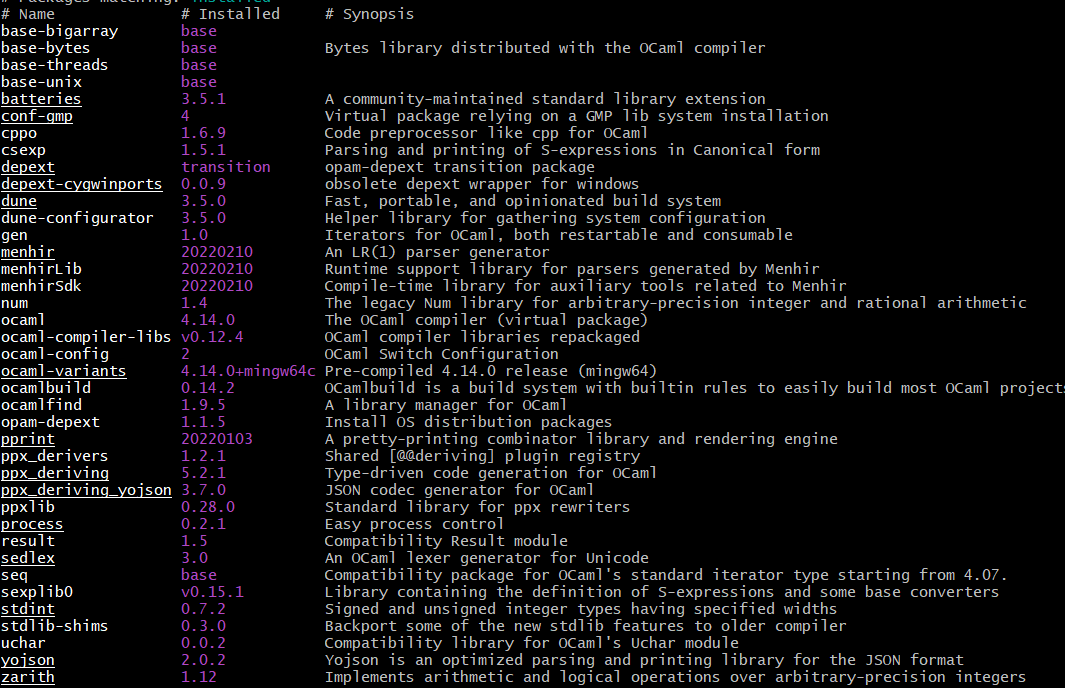 # Packages matching: installed
# Name # Installed # Synopsis
base-bigarray base
base-bytes base Bytes library distributed with the OCaml compiler
base-threads base
base-unix base
batteries 3.5.1 A community-maintained standard library extension
conf-gmp 4 Virtual package relying on a GMP lib system installation
cppo 1.6.9 Code preprocessor like cpp for OCaml
csexp 1.5.1 Parsing and printing of S-expressions in Canonical form
depext transition opam-depext transition package
depext-cygwinports 0.0.9 obsolete depext wrapper for windows
dune 3.5.0 Fast, portable, and opinionated build system
dune-configurator 3.5.0 Helper library for gathering system configuration
gen 1.0 Iterators for OCaml, both restartable and consumable
menhir 20220210 An LR(1) parser generator
menhirLib 20220210 Runtime support library for parsers generated by Menhir
menhirSdk 20220210 Compile-time library for auxiliary tools related to Menhir
num 1.4 The legacy Num library for arbitrary-precision integer and rational arithmetic
ocaml 4.14.0 The OCaml compiler (virtual package)
ocaml-compiler-libs v0.12.4 OCaml compiler libraries repackaged
ocaml-config 2 OCaml Switch Configuration
ocaml-variants 4.14.0+mingw64c Pre-compiled 4.14.0 release (mingw64)
ocamlbuild 0.14.2 OCamlbuild is a build system with builtin rules to easily build most OCaml projects
ocamlfind 1.9.5 A library manager for OCaml
opam-depext 1.1.5 Install OS distribution packages
pprint 20220103 A pretty-printing combinator library and rendering engine
ppx_derivers 1.2.1 Shared [@@deriving] plugin registry
ppx_deriving 5.2.1 Type-driven code generation for OCaml
ppx_deriving_yojson 3.7.0 JSON codec generator for OCaml
ppxlib 0.28.0 Standard library for ppx rewriters
process 0.2.1 Easy process control
result 1.5 Compatibility Result module
sedlex 3.0 An OCaml lexer generator for Unicode
seq base Compatibility package for OCaml's standard iterator type starting from 4.07.
sexplib0 v0.15.1 Library containing the definition of S-expressions and some base converters
stdint 0.7.2 Signed and unsigned integer types having specified widths
stdlib-shims 0.3.0 Backport some of the new stdlib features to older compiler
uchar 0.0.2 Compatibility library for OCaml's Uchar module
yojson 2.0.2 Yojson is an optimized parsing and printing library for the JSON format
zarith 1.12 Implements arithmetic and logical operations over arbitrary-precision integers